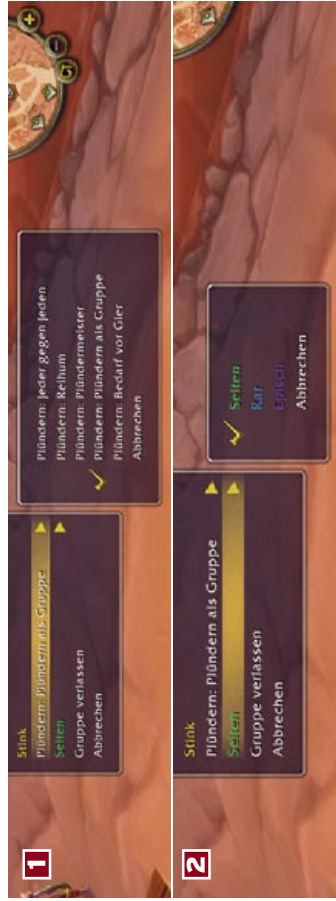 1
Stink
Plündern: Plündern als Gruppe
Selten
Gruppe verlassen
Abbrechen
Plündern: Jeder gegen jeden
Plündern: Reihum
Plündern: Plündermeister
Plündern: Plündern als Gruppe
Plündern: Bedarf vor Gier
Abbrechen
2
Stink
Plündern: Plündern als Gruppe
Selten
Gruppe verlassen
Abbrechen
Selten
Rar
Episch
Abbrechen